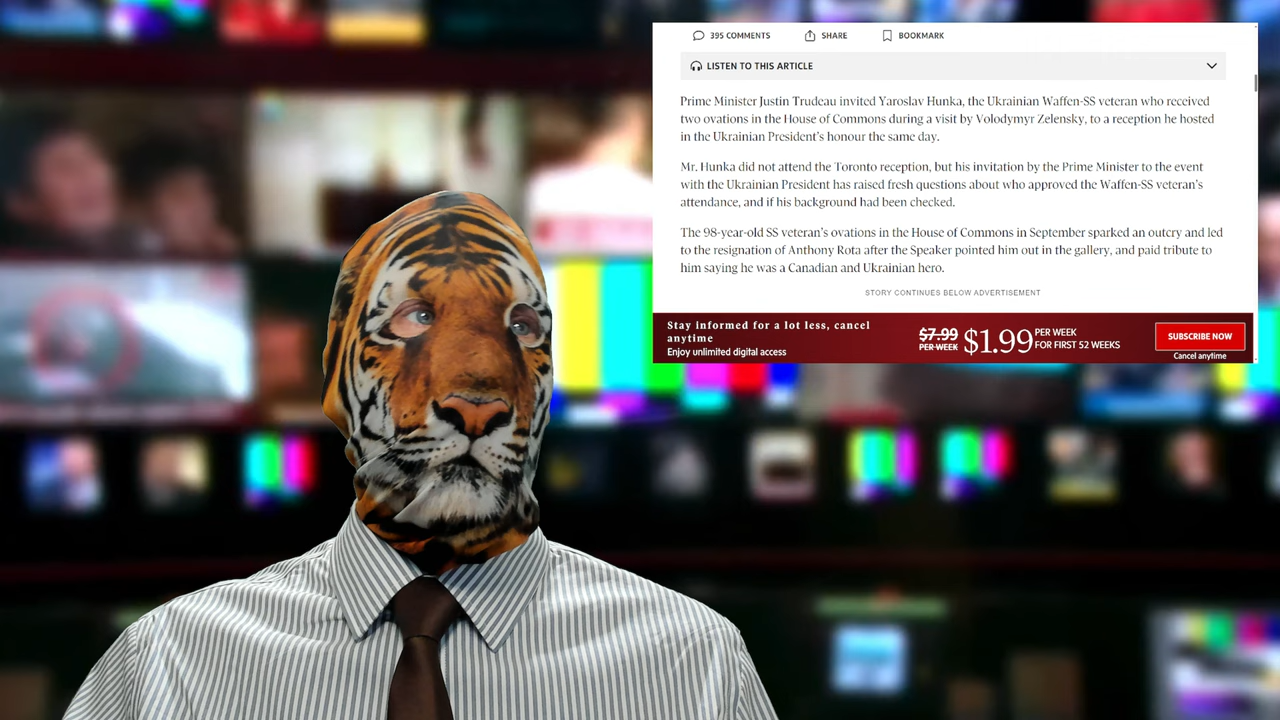 395 COMMENTS SHARE BOOKMARK
LISTEN TO THIS ARTICLE
Prime Minister Justin Trudeau invited Yaroslav Hunka, the Ukrainian Waffen-SS veteran who received
two ovations in the House of Commons during a visit by Volodymyr Zelensky, to a reception he hosted
in the Ukrainian President's honour the same day.
Mr. Hunka did not attend the Toronto reception, but his invitation by the Prime Minister to the event
with the Ukrainian President has raised fresh questions about who approved the Waffen-SS veteran's
attendance, and if his background had been checked.
The 98-year-old SS veteran's ovations in the House of Commons in September sparked an outcry and led
to the resignation of Anthony Rota after the Speaker pointed him out in the gallery, and paid tribute to
him saying he was a Canadian and Ukrainian hero.
STORY CONTINUES BELOW ADVERTISEMENT
Stay informed for a lot less, cancel
anytime
Enjoy unlimited digital access
$7.99
PER WEEK
$1.99
PER WEEK
FOR FIRST 52 WEEKS
SUBSCRIBE NOW
Cancel anytime